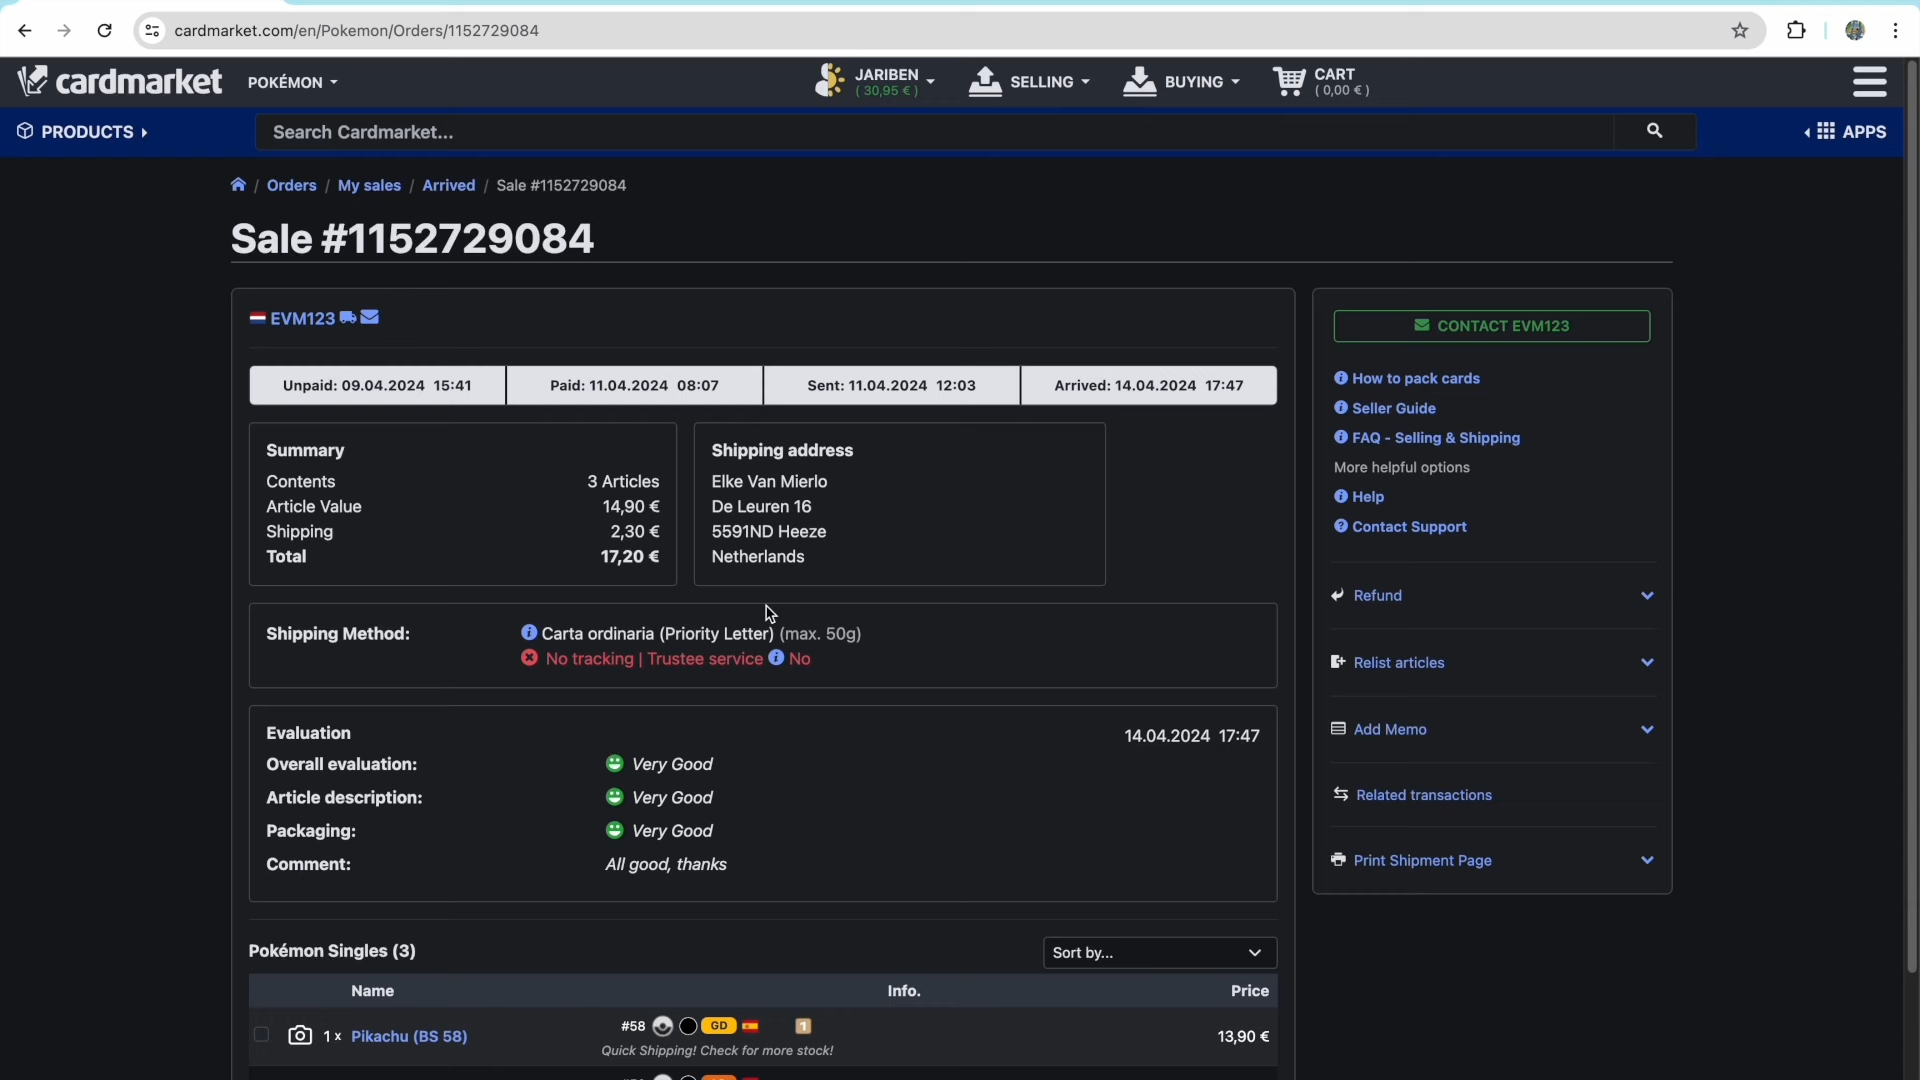 cardmarket.com/en/Pokemon/Orders/1152729084
cardmarket
POKÉMON
JARIBEN
( 30,95 € )
SELLING
BUYING
CART
( 0,00 € )
PRODUCTS
Search Cardmarket...
APPS
/ Orders / My sales / Arrived / Sale #1152729084
Sale #1152729084
EVM123
Unpaid: 09.04.2024 15:41
Paid: 11.04.2024 08:07
Sent: 11.04.2024 12:03
Arrived: 14.04.2024 17:47
Summary
Contents 3 Articles
Article Value 14,90 €
Shipping 2,30 €
Total 17,20 €
Shipping address
Elke Van Mierlo
De Leuren 16
5591ND Heeze
Netherlands
Shipping Method:
Carta ordinaria (Priority Letter) (max. 50g)
No tracking | Trustee service No
Evaluation 14.04.2024 17:47
Overall evaluation: Very Good
Article description: Very Good
Packaging: Very Good
Comment: All good, thanks
Pokémon Singles (3)
Sort by...
Name Info. Price
1 x Pikachu (BS 58) #58 GD 1 13,90 €
Quick Shipping! Check for more stock!
CONTACT EVM123
How to pack cards
Seller Guide
FAQ - Selling & Shipping
More helpful options
Help
Contact Support
Refund
Relist articles
Add Memo
Related transactions
Print Shipment Page